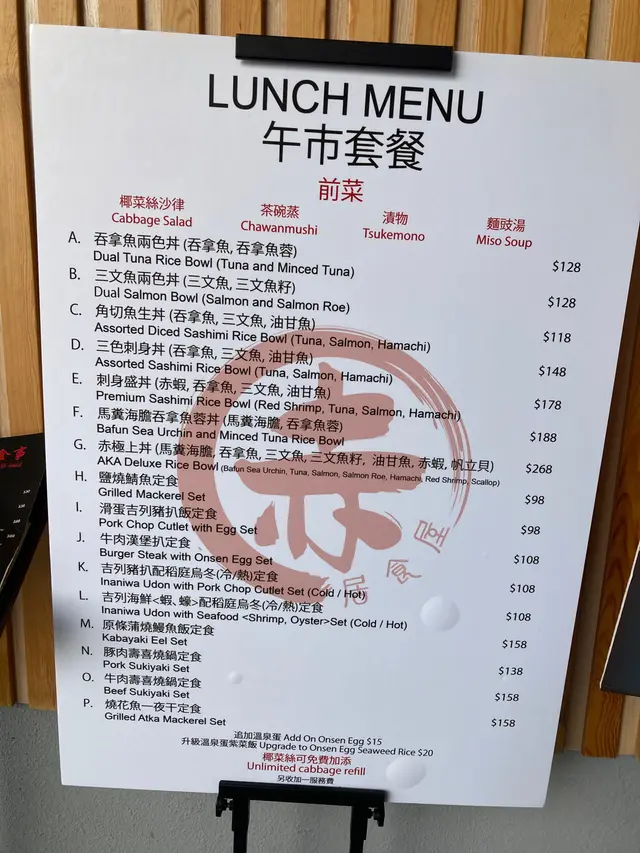 LUNCH MENU
午市套餐
前菜
椰菜絲沙律 茶碗蒸 漬物 麵豉湯
Cabbage Salad Chawanmushi Tsukemono Miso Soup
A. 吞拿魚兩色丼 (吞拿魚, 吞拿魚蓉)
Dual Tuna Rice Bowl (Tuna and Minced Tuna) $128
B. 三文魚兩色丼 (三文魚, 三文魚籽)
Dual Salmon Bowl (Salmon and Salmon Roe) $128
C. 角切魚生丼 (吞拿魚, 三文魚, 油甘魚)
Assorted Diced Sashimi Rice Bowl (Tuna, Salmon, Hamachi) $118
D. 三色刺身丼 (吞拿魚, 三文魚, 油甘魚)
Assorted Sashimi Rice Bowl (Tuna, Salmon, Hamachi) $148
E. 刺身盛丼 (赤蝦, 吞拿魚, 三文魚, 油甘魚)
Premium Sashimi Rice Bowl (Red Shrimp, Tuna, Salmon, Hamachi) $178
F. 馬糞海膽吞拿魚蓉丼 (馬糞海膽, 吞拿魚蓉)
Bafun Sea Urchin and Minced Tuna Rice Bowl $188
G. 赤極上丼 (馬糞海膽, 吞拿魚, 三文魚, 三文魚籽, 油甘魚, 赤蝦, 帆立貝)
AKA Deluxe Rice Bowl (Bafun Sea Urchin, Tuna, Salmon, Salmon Roe, Hamachi, Red Shrimp, Scallop) $268
H. 鹽燒鯖魚定食
Grilled Mackerel Set $98
I. 滑蛋吉列豬扒飯定食
Pork Chop Cutlet with Egg Set $98
J. 牛肉漢堡扒定食
Burger Steak with Onsen Egg Set $108
K. 吉列豬扒配稻庭烏冬(冷/熱)定食
Inaniwa Udon with Pork Chop Cutlet Set (Cold / Hot) $108
L. 吉列海鮮<蝦, 蠔>配稻庭烏冬(冷/熱)定食
Inaniwa Udon with Seafood <Shrimp, Oyster>Set (Cold / Hot) $108
M. 原條蒲燒鰻魚飯定食
Kabayaki Eel Set $158
N. 豚肉壽喜燒鍋定食
Pork Sukiyaki Set $138
O. 牛肉壽喜燒鍋定食
Beef Sukiyaki Set $158
P. 燒花魚一夜干定食
Grilled Atka Mackerel Set $158
追加溫泉蛋 Add On Onsen Egg $15
升級溫泉蛋紫菜飯 Upgrade to Onsen Egg Seaweed Rice $20
椰菜絲可免費加添
Unlimited cabbage refill
另收加一服務費
赤
居食屋